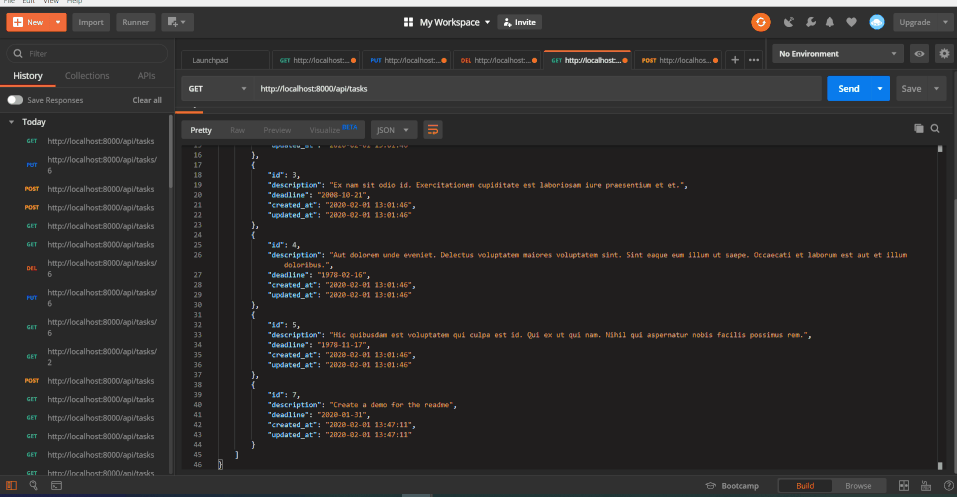 File Edit View Help
New
Import
Runner
My Workspace
Invite
Upgrade
Filter
History
Collections
APIs
Save Responses
Clear all
Today
GET http://localhost:8000/api/tasks
PUT http://localhost:8000/api/tasks/
6
POST http://localhost:8000/api/tasks
POST http://localhost:8000/api/tasks
GET http://localhost:8000/api/tasks
GET http://localhost:8000/api/tasks
DEL http://localhost:8000/api/tasks/
6
PUT http://localhost:8000/api/tasks/
6
GET http://localhost:8000/api/tasks/
6
GET http://localhost:8000/api/tasks/
2
POST http://localhost:8000/api/tasks
GET http://localhost:8000/api/tasks
GET http://localhost:8000/api/tasks
GET http://localhost:8000/api/tasks
GET http://localhost:8000/api/tasks
GET http://localhost:8000/api/tasks
Launchpad
GET http://localhost:...
PUT http://localhost:...
DEL http://localhost:...
GET http://localhost:...
POST http://localhos...
No Environment
GET
http://localhost:8000/api/tasks
Send
Save
Pretty
Raw
Preview
Visualize BETA
JSON
15 "updated_at": "2020-02-01 13:01:46"
16 },
17 {
18 "id": 3,
19 "description": "Ex nam sit odio id. Exercitationem cupiditate est laboriosam iure praesentium et et.",
20 "deadline": "2008-10-21",
21 "created_at": "2020-02-01 13:01:46",
22 "updated_at": "2020-02-01 13:01:46"
23 },
24 {
25 "id": 4,
26 "description": "Aut dolorem unde eveniet. Delectus voluptatem maiores voluptatem sint. Sint eaque eum illum ut saepe. Occaecati et laborum est aut et illum
doloribus.",
27 "deadline": "1978-02-16",
28 "created_at": "2020-02-01 13:01:46",
29 "updated_at": "2020-02-01 13:01:46"
30 },
31 {
32 "id": 5,
33 "description": "Hic quibusdam est voluptatem qui culpa est id. Qui ex ut qui nam. Nihil qui aspernatur nobis facilis possimus rem.",
34 "deadline": "1978-11-17",
35 "created_at": "2020-02-01 13:01:46",
36 "updated_at": "2020-02-01 13:01:46"
37 },
38 {
39 "id": 7,
40 "description": "Create a demo for the readme",
41 "deadline": "2020-01-31",
42 "created_at": "2020-02-01 13:47:11",
43 "updated_at": "2020-02-01 13:47:11"
44 }
45 ]
46 }
Bootcamp
Build
Browse